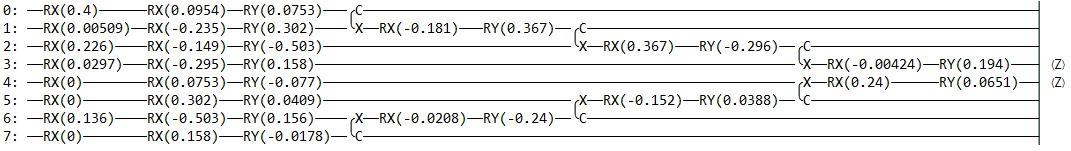 0: ──RX(0.4)──────RX(0.0954)──RY(0.0753)──╭C──────────────────────────────────────────────────────────────────────────────────┤
1: ──RX(0.00509)──RX(-0.235)──RY(0.302)───╰X──RX(-0.181)───RY(0.367)──╭C──────────────────────────────────────────────────────┤
2: ──RX(0.226)────RX(-0.149)──RY(-0.503)──────────────────────────────╰X──RX(0.367)───RY(-0.296)──╭C──────────────────────────┤
3: ──RX(0.0297)───RX(-0.295)──RY(0.158)───────────────────────────────────────────────────────────╰X──RX(-0.00424)──RY(0.194)───┤ ⟨Z⟩
4: ──RX(0)────────RX(0.0753)──RY(-0.077)──────────────────────────────────────────────────────────╭X──RX(0.24)──────RY(0.0651)──┤ ⟨Z⟩
5: ──RX(0)────────RX(0.302)───RY(0.0409)──────────────────────────────╭X──RX(-0.152)──RY(0.0388)──╰C──────────────────────────┤
6: ──RX(0.136)────RX(-0.503)──RY(0.156)───╭X──RX(-0.0208)──RY(-0.24)──╰C──────────────────────────────────────────────────────┤
7: ──RX(0)────────RX(0.158)───RY(-0.0178)─╰C──────────────────────────────────────────────────────────────────────────────────┤